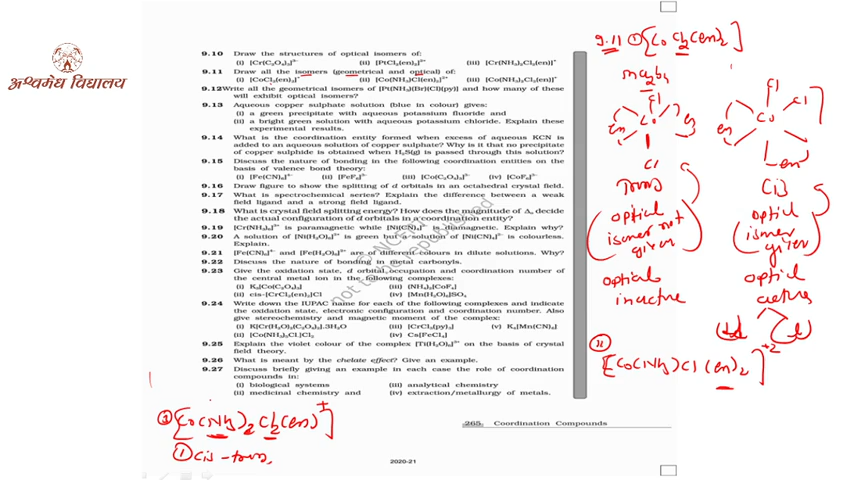 अश्वमेध विद्यालय
9.10 Draw the structures of optical isomers of:
(i) [Cr(C₂O₄)₃]³⁻ (ii) [PtCl₂(en)₂]²⁺ (iii) [Cr(NH₃)₂Cl₂(en)]⁺
9.11 Draw all the isomers (geometrical and optical) of:
(i) [CoCl₂(en)₂]⁺ (ii) [Co(NH₃)Cl(en)₂]²⁺ (iii) [Co(NH₃)₂Cl₂(en)]⁺
9.12 Write all the geometrical isomers of [Pt(NH₃)(Br)(Cl)(py)] and how many of these
will exhibit optical isomers?
9.13 Aqueous copper sulphate solution (blue in colour) gives:
(i) a green precipitate with aqueous potassium fluoride and
(ii) a bright green solution with aqueous potassium chloride. Explain these
experimental results.
9.14 What is the coordination entity formed when excess of aqueous KCN is
added to an aqueous solution of copper sulphate? Why is it that no precipitate
of copper sulphide is obtained when H₂S(g) is passed through this solution?
9.15 Discuss the nature of bonding in the following coordination entities on the
basis of valence bond theory:
(i) [Fe(CN)₆]⁴⁻ (ii) [FeF₆]³⁻ (iii) [Co(C₂O₄)₃]³⁻ (iv) [CoF₆]³⁻
9.16 Draw figure to show the splitting of d orbitals in an octahedral crystal field.
9.17 What is spectrochemical series? Explain the difference between a weak
field ligand and a strong field ligand.
9.18 What is crystal field splitting energy? How does the magnitude of Δₒ decide
the actual configuration of d orbitals in a coordination entity?
9.19 [Cr(NH₃)₆]³⁺ is paramagnetic while [Ni(CN)₄]²⁻ is diamagnetic. Explain why?
9.20 A solution of [Ni(H₂O)₆]²⁺ is green but a solution of [Ni(CN)₄]²⁻ is colourless.
Explain.
9.21 [Fe(CN)₆]⁴⁻ and [Fe(H₂O)₆]²⁺ are of different colours in dilute solutions. Why?
9.22 Discuss the nature of bonding in metal carbonyls.
9.23 Give the oxidation state, d orbital occupation and coordination number of
the central metal ion in the following complexes:
(i) K₃[Co(C₂O₄)₃] (iii) (NH₄)₂[CoF₄]
(ii) cis-[CrCl₂(en)₂]Cl (iv) [Mn(H₂O)₆]SO₄
9.24 Write down the IUPAC name for each of the following complexes and indicate
the oxidation state, electronic configuration and coordination number. Also
give stereochemistry and magnetic moment of the complex:
(i) K[Cr(H₂O)₂(C₂O₄)₂].3H₂O (iii) [CrCl₃(py)₃] (v) K₄[Mn(CN)₆]
(ii) [Co(NH₃)₅Cl]Cl₂ (iv) Cs[FeCl₄]
9.25 Explain the violet colour of the complex [Ti(H₂O)₆]³⁺ on the basis of crystal
field theory.
9.26 What is meant by the chelate effect? Give an example.
9.27 Discuss briefly giving an example in each case the role of coordination
compounds in:
(i) biological systems (iii) analytical chemistry
(ii) medicinal chemistry and (iv) extraction/metallurgy of metals.
265 Coordination Compounds
2020-21
not to be republished
9.11 ① [CoCl₂(en)₂]
Cl
Co
en en
Cl
Trans
optical
isomer not
given
optical
inactive
Cl
Cl
Co
en
en
Cis
optical
isomer
given
optical
active
d l
ii
[Co(NH₃)Cl(en)₂]⁺²
③ [Co(NH₃)₂Cl₂(en)]⁺
① cis-trans